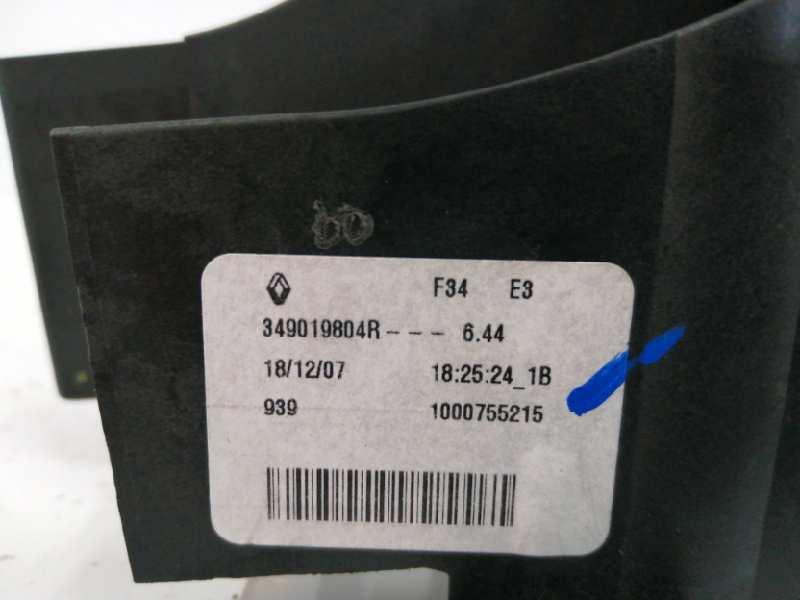 F34 E3
349019804R--- 6.44
18/12/07 18:25:24_1B
939 1000755215